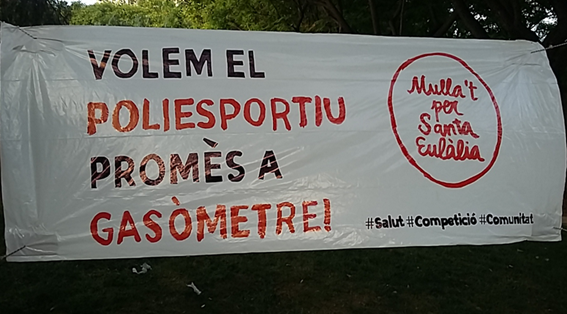 VOLEM EL
POLIESPORTIU
PROMÈS A
GASÒMETRE!
Mulla't
per
Santa
Eulàlia
#Salut #Competició #Comunitat